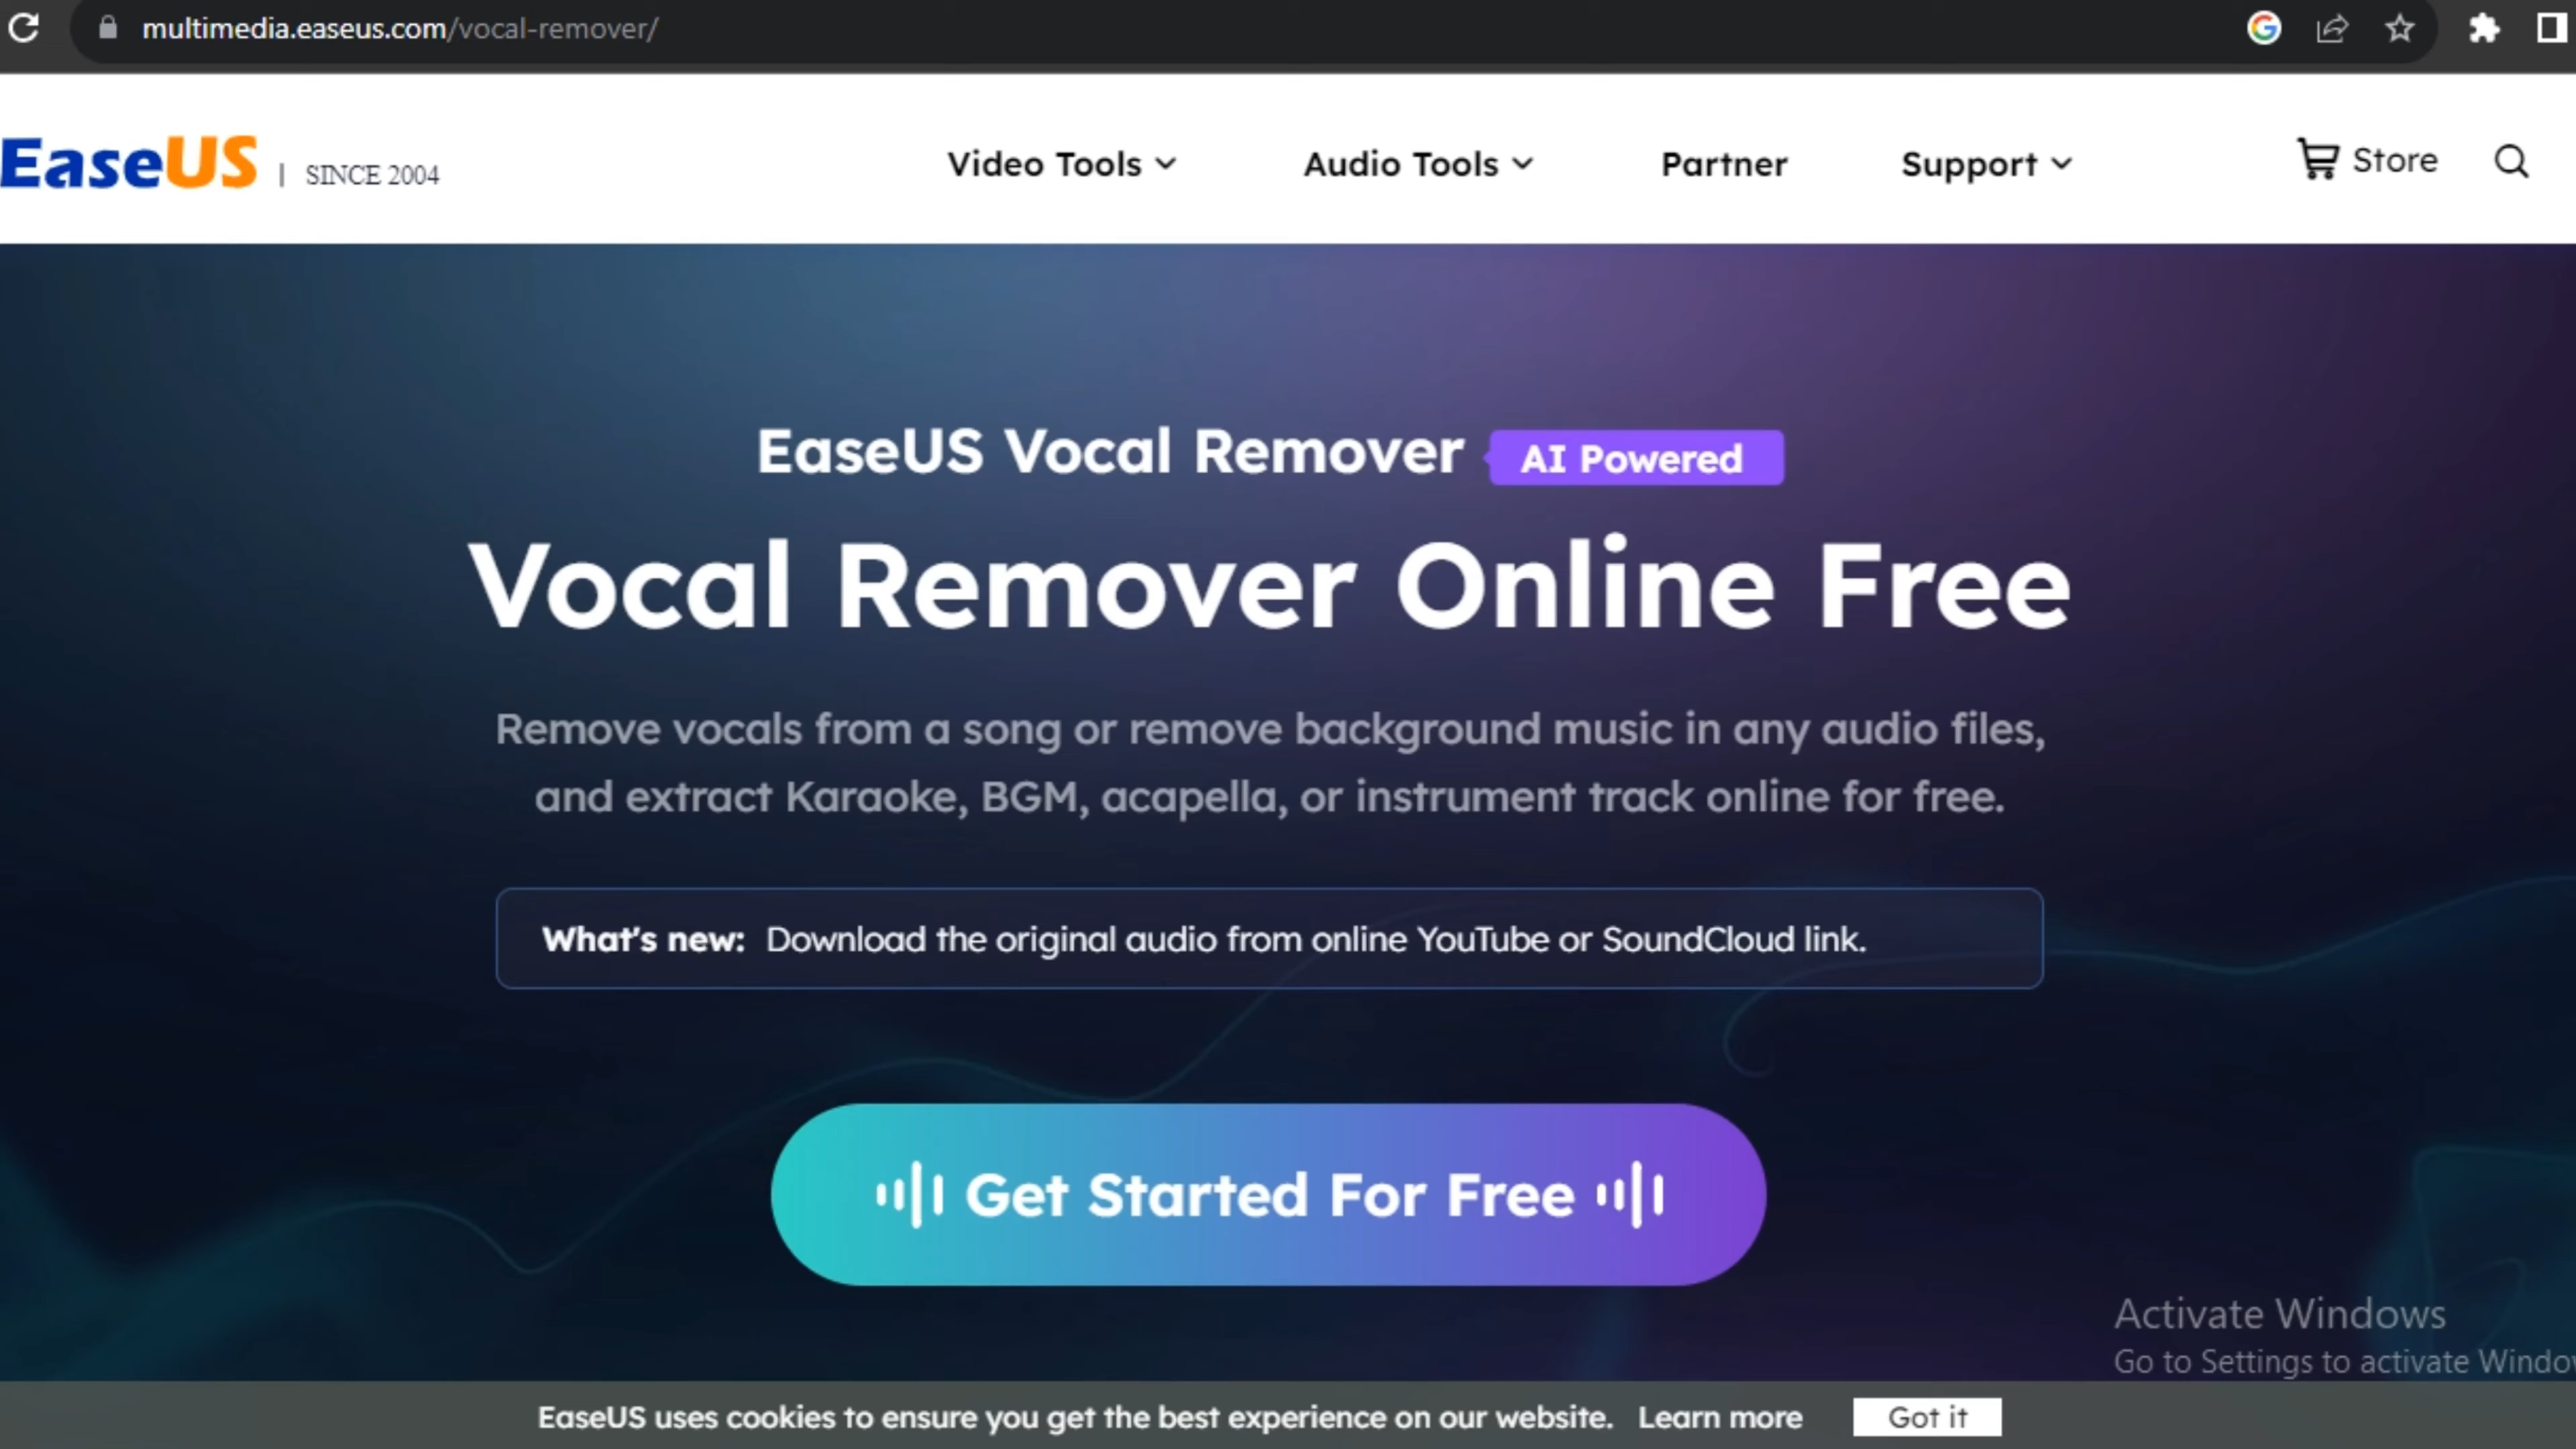 multimedia.easeus.com/vocal-remover/
EaseUS | SINCE 2004
Video Tools
Audio Tools
Partner
Support
Store
EaseUS Vocal Remover AI Powered
Vocal Remover Online Free
Remove vocals from a song or remove background music in any audio files,
and extract Karaoke, BGM, acapella, or instrument track online for free.
What's new: Download the original audio from online YouTube or SoundCloud link.
Get Started For Free
Activate Windows
Go to Settings to activate Windo
EaseUS uses cookies to ensure you get the best experience on our website. Learn more Got it